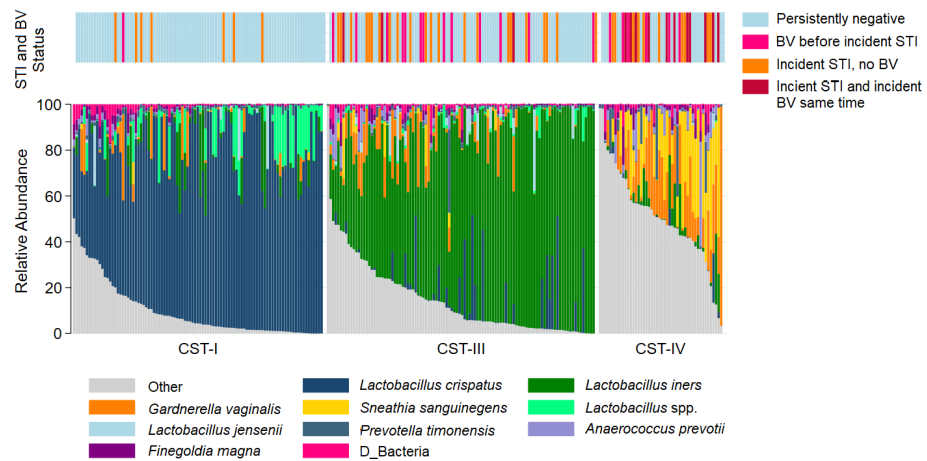 STI and BV
Status
Persistently negative
BV before incident STI
Incident STI, no BV
Incient STI and incident
BV same time
Relative Abundance
100
80
60
40
20
0
CST-I CST-III CST-IV
Other Lactobacillus crispatus Lactobacillus iners
Gardnerella vaginalis Sneathia sanguinegens Lactobacillus spp.
Lactobacillus jensenii Prevotella timonensis Anaerococcus prevotii
Finegoldia magna D_Bacteria